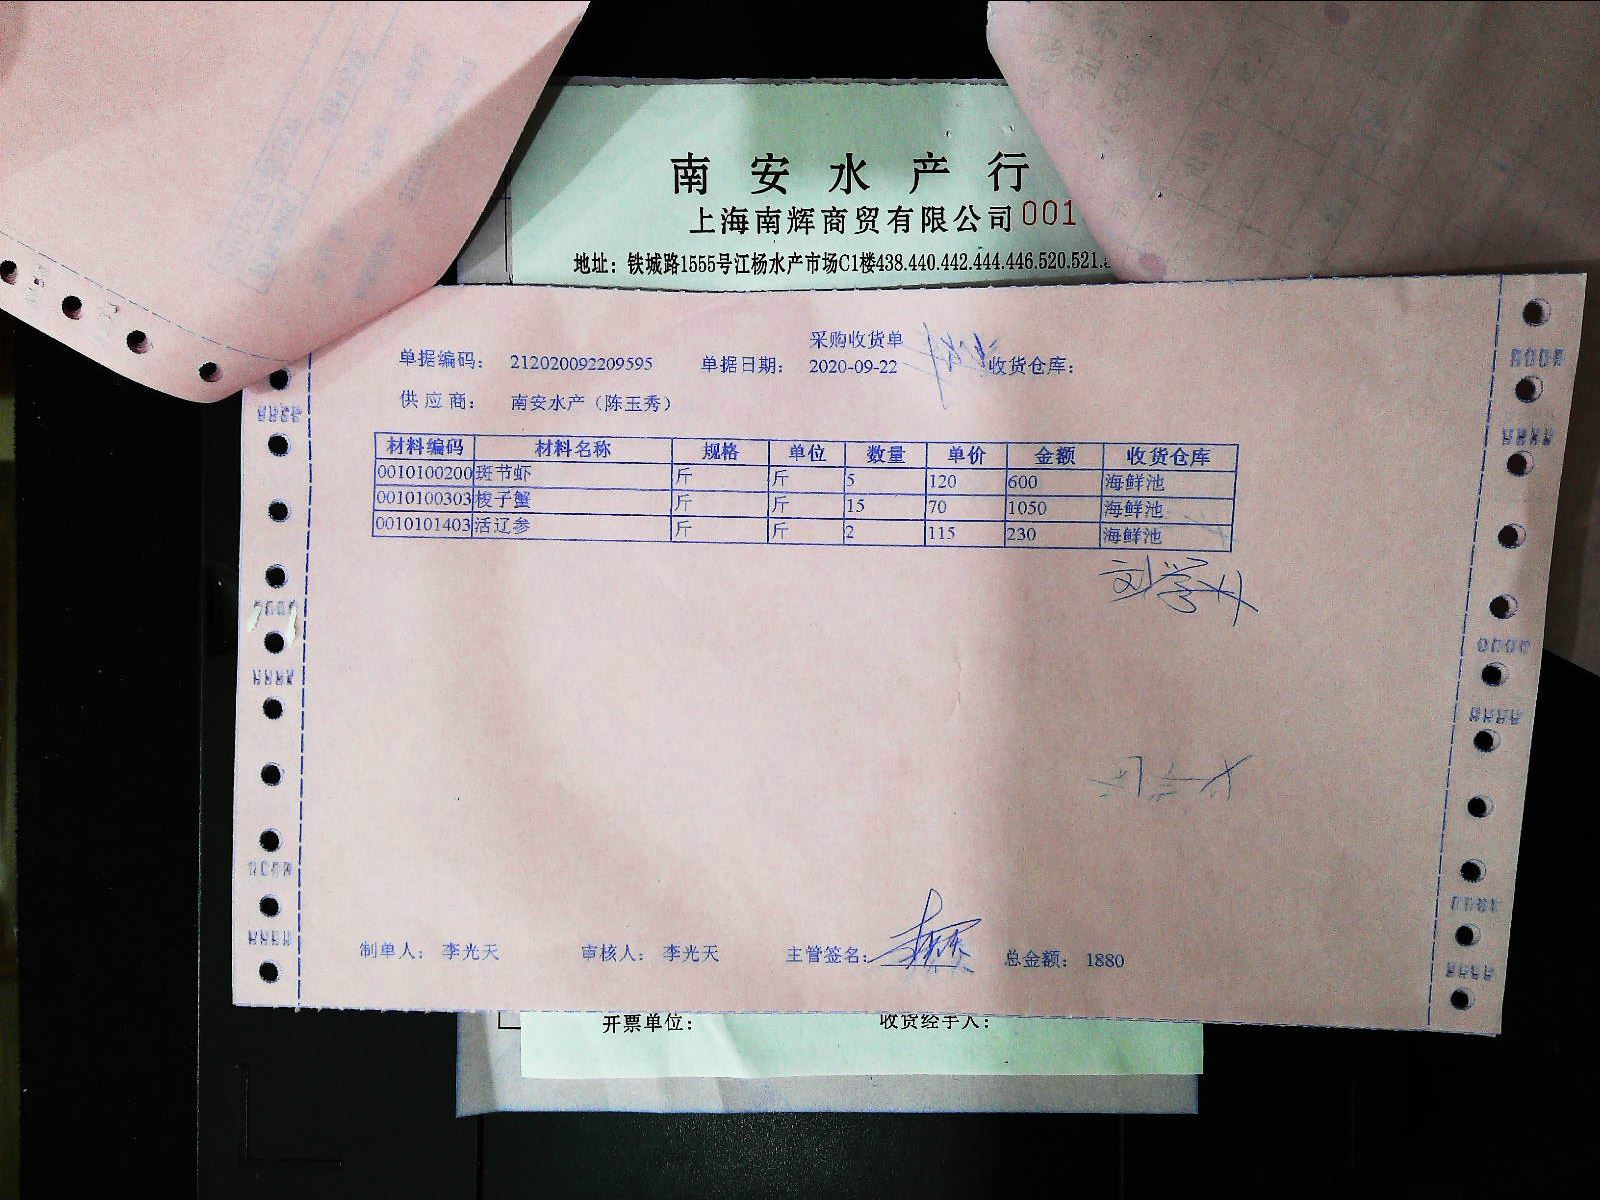 南安水产行
上海南辉商贸有限公司 001
地址：铁城路1555号江杨水产市场C1楼438.440.442.444.446.520.521.
采购收货单
单据编码： 212020092209595 单据日期： 2020-09-22 收货仓库：
供应商： 南安水产（陈玉秀）
材料编码 材料名称 规格 单位 数量 单价 金额 收货仓库
0010100200 斑节虾 斤 斤 5 120 600 海鲜池
0010100303 梭子蟹 斤 斤 15 70 1050 海鲜池
0010101403 活辽参 斤 斤 2 115 230 海鲜池
制单人： 李光天 审核人： 李光天 主管签名： 总金额： 1880
开票单位： 收货经手人：